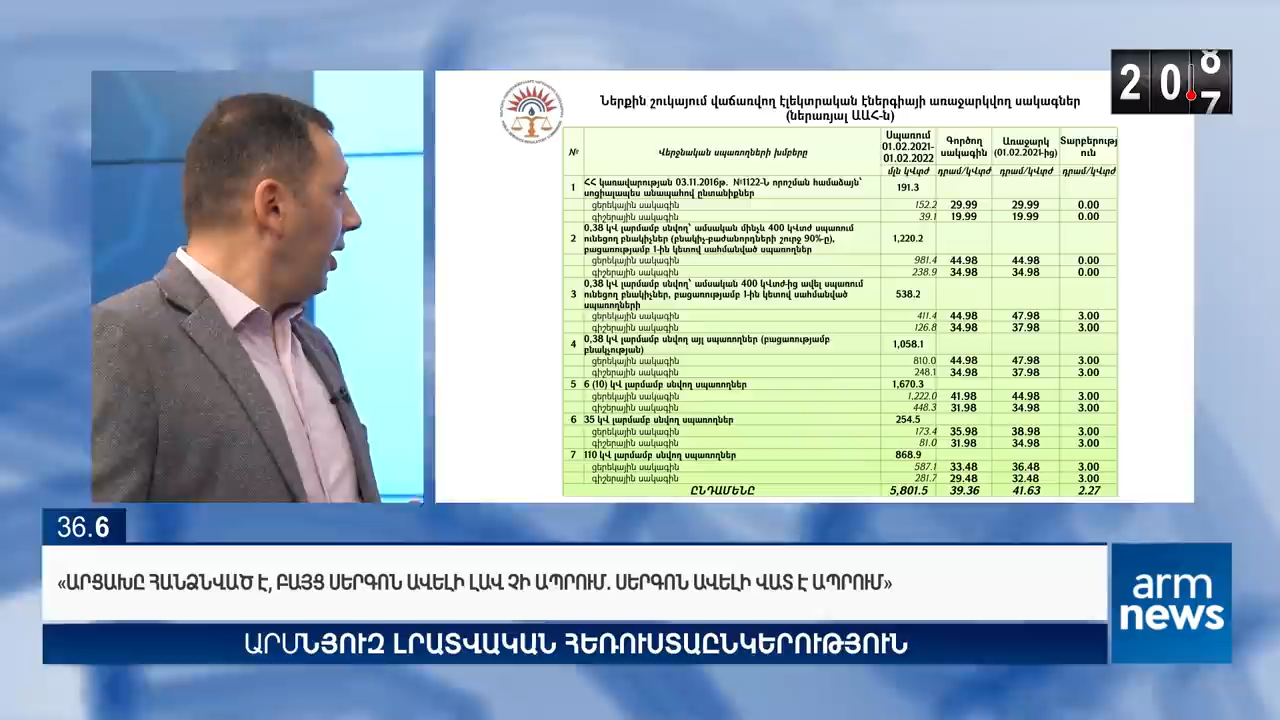 20.8
7
Ներքին շուկայում վաճառվող էլեկտրական էներգիայի առաջարկվող սակագներ
(ներառյալ ԱԱՀ-ն)
№ Վերջնական սպառողների խմբերը Սպառում 01.02.2021-01.02.2022 Գործող սակագին Առաջարկ (01.02.2021-ից) Տարբերություն
մլն կՎտժ դրամ/կՎտժ դրամ/կՎտժ դրամ/կՎտժ
1 ՀՀ կառավարության 03.11.2016թ. №1122-Ն որոշման համաձայն՝ 191.3
սոցիալապես անապահով ընտանիքներ
ցերեկային սակագին 152.2 29.99 29.99 0.00
գիշերային սակագին 39.1 19.99 19.99 0.00
2 0,38 կՎ լարմամբ սնվող՝ ամսական մինչև 400 կՎտժ սպառում
ունեցող բնակիչներ (բնակիչ-բաժանորդների շուրջ 90%-ը), 1,220.2
բացառությամբ 1-ին կետով սահմանված սպառողներ
ցերեկային սակագին 981.4 44.98 44.98 0.00
գիշերային սակագին 238.9 34.98 34.98 0.00
3 0,38 կՎ լարմամբ սնվող՝ ամսական 400 կՎտժ-ից ավել սպառում
ունեցող բնակիչներ, բացառությամբ 1-ին կետով սահմանված 538.2
սպառողների
ցերեկային սակագին 411.4 44.98 47.98 3.00
գիշերային սակագին 126.8 34.98 37.98 3.00
4 0,38 կՎ լարմամբ սնվող այլ սպառողներ (բացառությամբ 1,058.1
բնակչության)
ցերեկային սակագին 810.0 44.98 47.98 3.00
գիշերային սակագին 248.1 34.98 37.98 3.00
5 6 (10) կՎ լարմամբ սնվող սպառողներ 1,670.3
ցերեկային սակագին 1,222.0 41.98 44.98 3.00
գիշերային սակագին 448.3 31.98 34.98 3.00
6 35 կՎ լարմամբ սնվող սպառողներ 254.5
ցերեկային սակագին 173.4 35.98 38.98 3.00
գիշերային սակագին 81.0 31.98 34.98 3.00
7 110 կՎ լարմամբ սնվող սպառողներ 868.9
ցերեկային սակագին 587.1 33.48 36.48 3.00
գիշերային սակագին 281.7 29.48 32.48 3.00
ԸՆԴԱՄԵՆԸ 5,801.5 39.36 41.63 2.27
36.6
«ԱՐՑԱԽԸ ՀԱՆՁՆՎԱԾ Է, ԲԱՅՑ ՍԵՐԳՈՆ ԱՎԵԼԻ ԼԱՎ ՉԻ ԱՊՐՈՒՄ. ՍԵՐԳՈՆ ԱՎԵԼԻ ՎԱՏ Է ԱՊՐՈՒՄ»
arm
news
ԱՐՄՆՅՈՒԶ ԼՐԱՏՎԱԿԱՆ ՀԵՌՈՒՍՏԱԸՆԿԵՐՈՒԹՅՈՒՆ